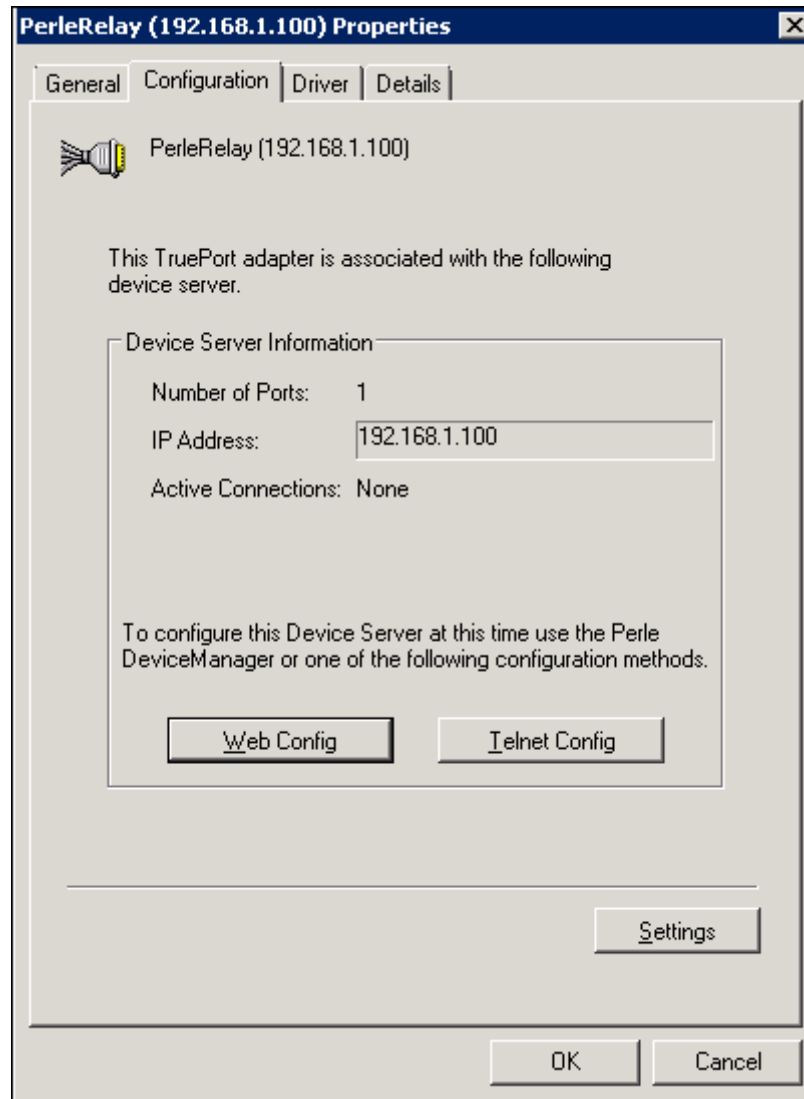 PerleRelay (192.168.1.100) Properties
General Configuration Driver Details
PerleRelay (192.168.1.100)
This TruePort adapter is associated with the following
device server.
Device Server Information
Number of Ports: 1
IP Address: 192.168.1.100
Active Connections: None
To configure this Device Server at this time use the Perle
DeviceManager or one of the following configuration methods.
Web Config Telnet Config
Settings
OK Cancel